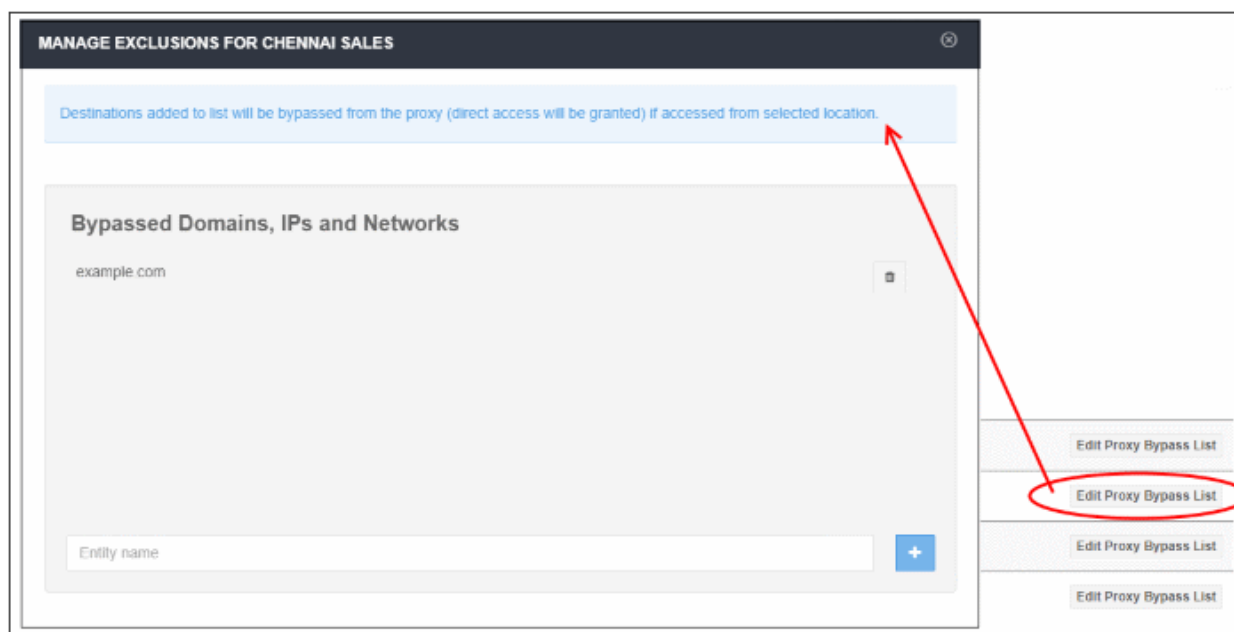 MANAGE EXCLUSIONS FOR CHENNAI SALES
Destinations added to list will be bypassed from the proxy (direct access will be granted) if accessed from selected location.
Bypassed Domains, IPs and Networks
example.com
Entity name
Edit Proxy Bypass List
Edit Proxy Bypass List
Edit Proxy Bypass List
Edit Proxy Bypass List